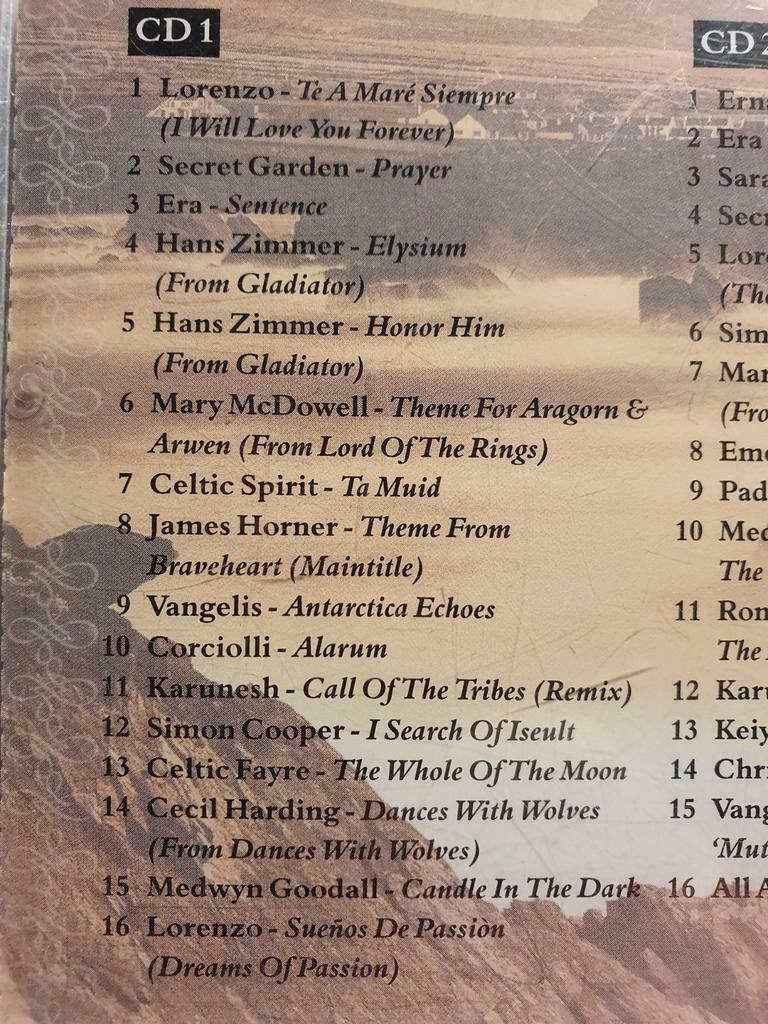 CD 1
1 Lorenzo - Te A Maré Siempre
(I Will Love You Forever)
2 Secret Garden - Prayer
3 Era - Sentence
4 Hans Zimmer - Elysium
(From Gladiator)
5 Hans Zimmer - Honor Him
(From Gladiator)
6 Mary McDowell - Theme For Aragorn &
Arwen (From Lord Of The Rings)
7 Celtic Spirit - Ta Muid
8 James Horner - Theme From
Braveheart (Maintitle)
9 Vangelis - Antarctica Echoes
10 Corciolli - Alarum
11 Karunesh - Call Of The Tribes (Remix)
12 Simon Cooper - I Search Of Iseult
13 Celtic Fayre - The Whole Of The Moon
14 Cecil Harding - Dances With Wolves
(From Dances With Wolves)
15 Medwyn Goodall - Candle In The Dark
16 Lorenzo - Sueños De Passiòn
(Dreams Of Passion)
CD 2
1
2 Era
3
4
5
6
7
8
9
10
The
11
The
12
13
14
15
16 All